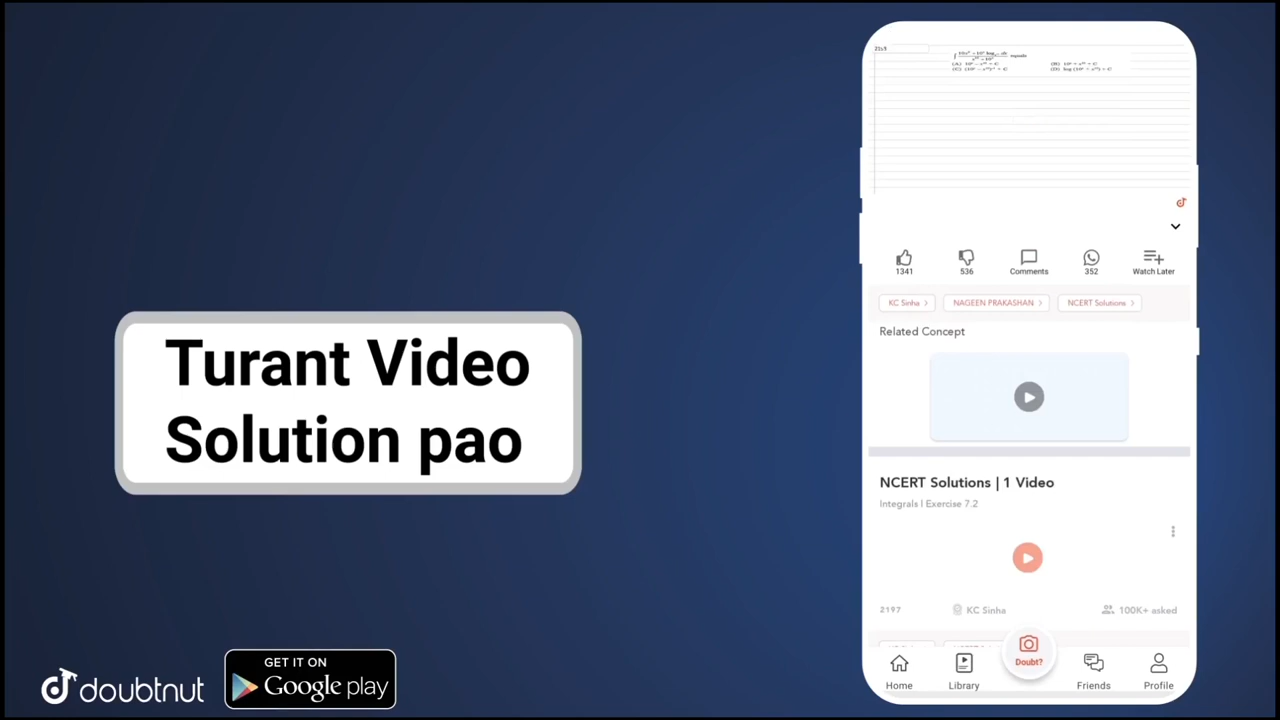 Turant Video
Solution pao
doubtnut
GET IT ON
Google play
equals
1341
536
Comments
352
Watch Later
KC Sinha
NAGEEN PRAKASHAN
NCERT Solutions
Related Concept
NCERT Solutions | 1 Video
Integrals l Exercise 7.2
2197
KC Sinha
100K+ asked
Doubt?
Home
Library
Friends
Profile